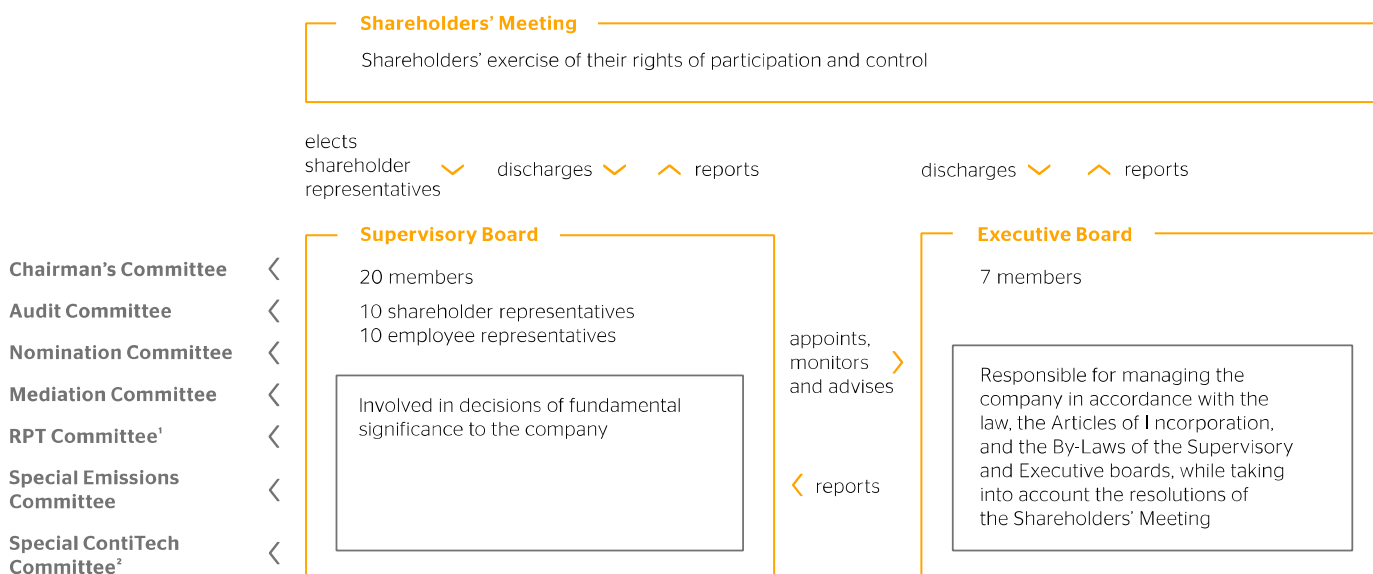 Shareholders’ Meeting
Shareholders’ exercise of their rights of participation and control
elects
shareholder
representatives
discharges
reports
discharges
reports
Supervisory Board
20 members
10 shareholder representatives
10 employee representatives
Involved in decisions of fundamental
significance to the company
Chairman’s Committee
Audit Committee
Nomination Committee
Mediation Committee
RPT Committee¹
Special Emissions
Committee
Special ContiTech
Committee²
appoints,
monitors
and advises
reports
Executive Board
7 members
Responsible for managing the
company in accordance with the
law, the Articles of I ncorporation,
and the By-Laws of the Supervisory
and Executive boards, while taking
into account the resolutions of
the Shareholders’ Meeting